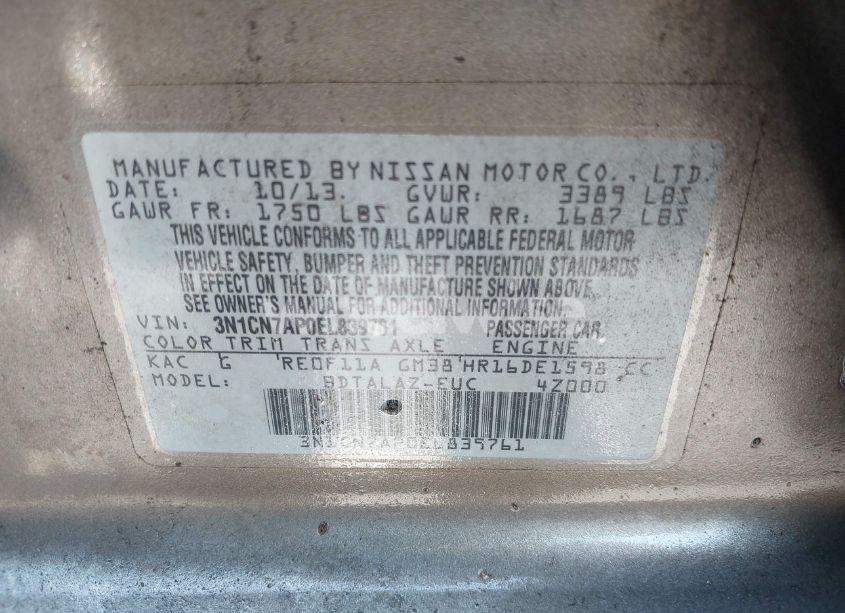 MANUFACTURED BY NISSAN MOTOR CO., LTD.
DATE: 10/13. GVWR: 3389 LBS
GAWR FR: 1750 LBS GAWR RR: 1687 LBS
THIS VEHICLE CONFORMS TO ALL APPLICABLE FEDERAL MOTOR
VEHICLE SAFETY, BUMPER AND THEFT PREVENTION STANDARDS
IN EFFECT ON THE DATE OF MANUFACTURE SHOWN ABOVE.
SEE OWNER'S MANUAL FOR ADDITIONAL INFORMATION.
VIN: 3N1CN7AP0EL839761 PASSENGER CAR
COLOR TRIM TRANS AXLE ENGINE
KAC G RE0F11A GM38 HR16DE1598 CC
MODEL: BDTALAZ-EUC 4Z000
3N1CN7AP0EL839761